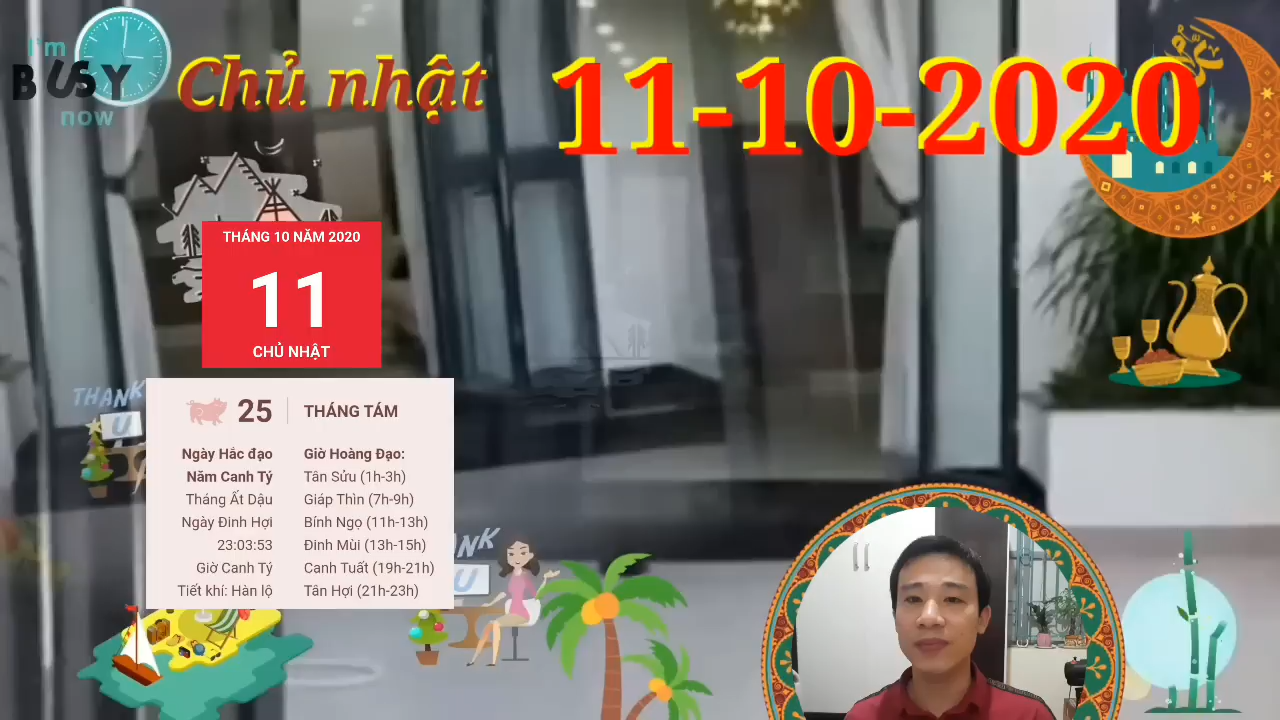 I'm
BUSY
now
Chủ nhật
11-10-2020
THÁNG 10 NĂM 2020
11
CHỦ NHẬT
THANK
U
25 THÁNG TÁM
Ngày Hắc đạo Giờ Hoàng Đạo:
Năm Canh Tý Tân Sửu (1h-3h)
Tháng Ất Dậu Giáp Thìn (7h-9h)
Ngày Đinh Hợi Bính Ngọ (11h-13h)
23:03:53 Đinh Mùi (13h-15h)
Giờ Canh Tý Canh Tuất (19h-21h)
Tiết khí: Hàn lộ Tân Hợi (21h-23h)
ANK
U